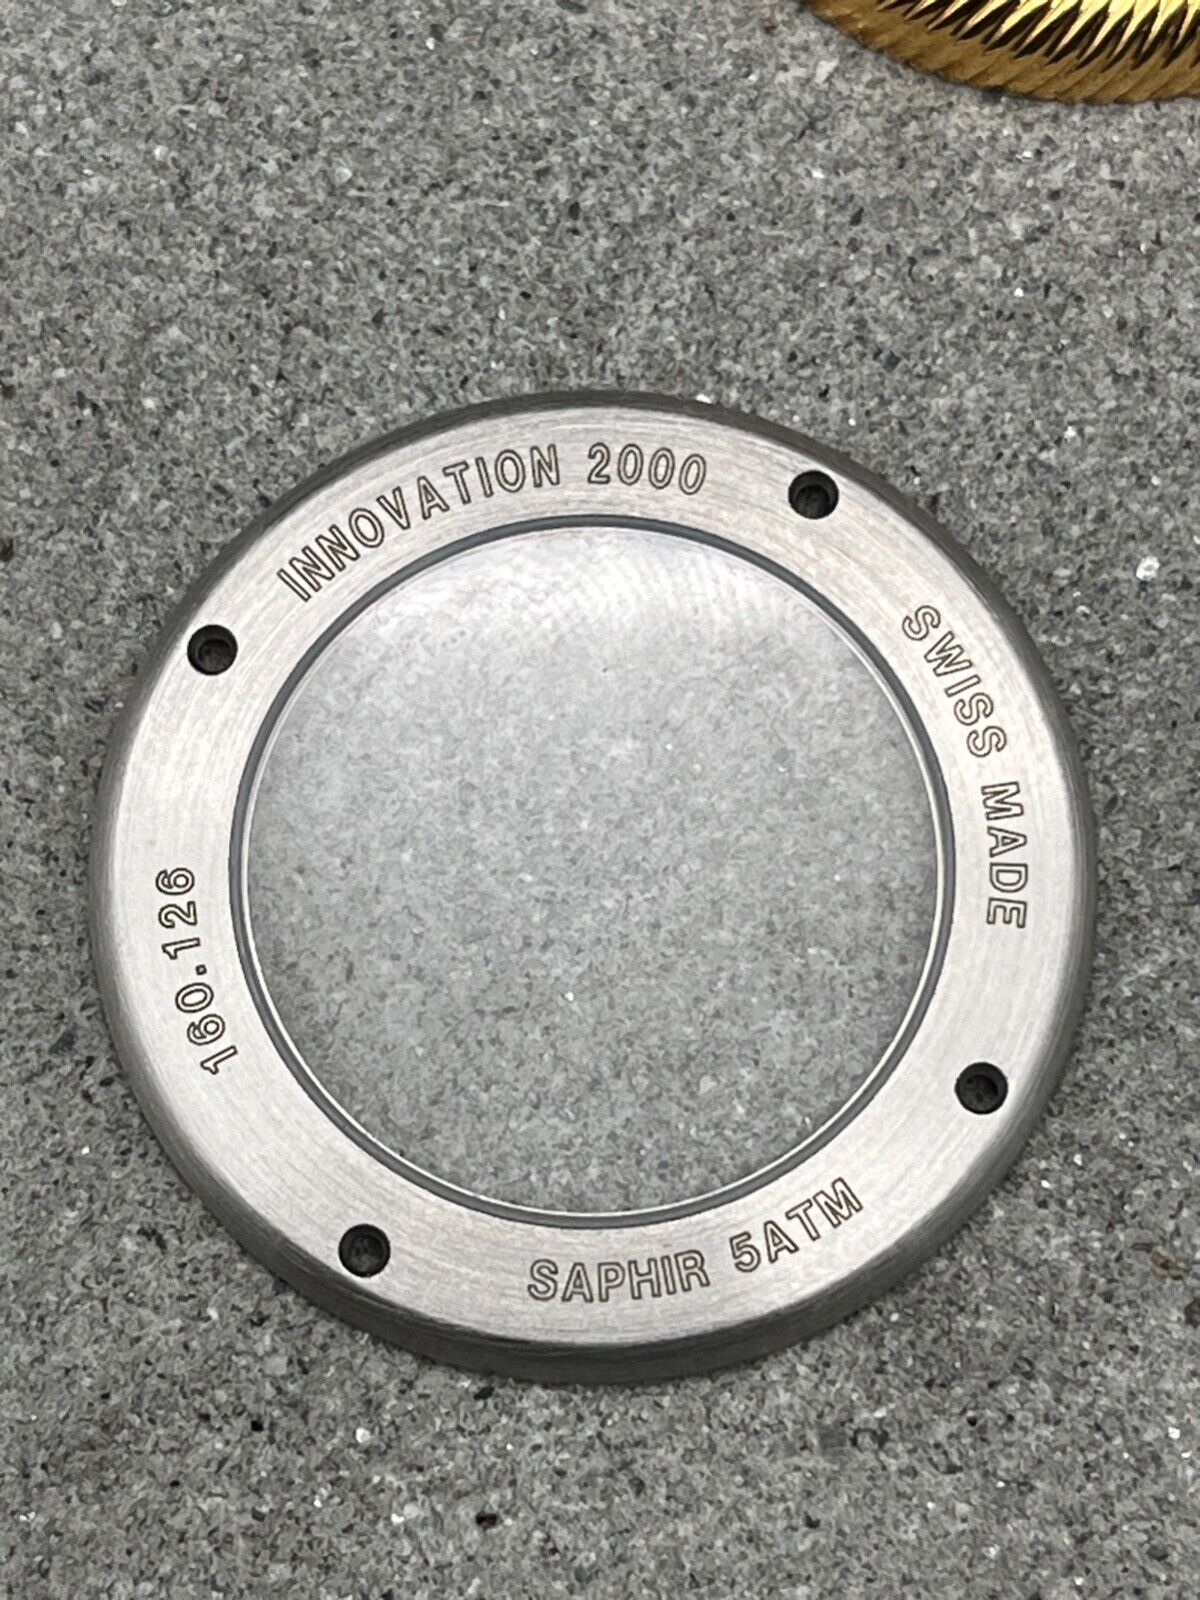 INNOVATION 2000
SWISS MADE
SAPHIR 5ATM
160.126